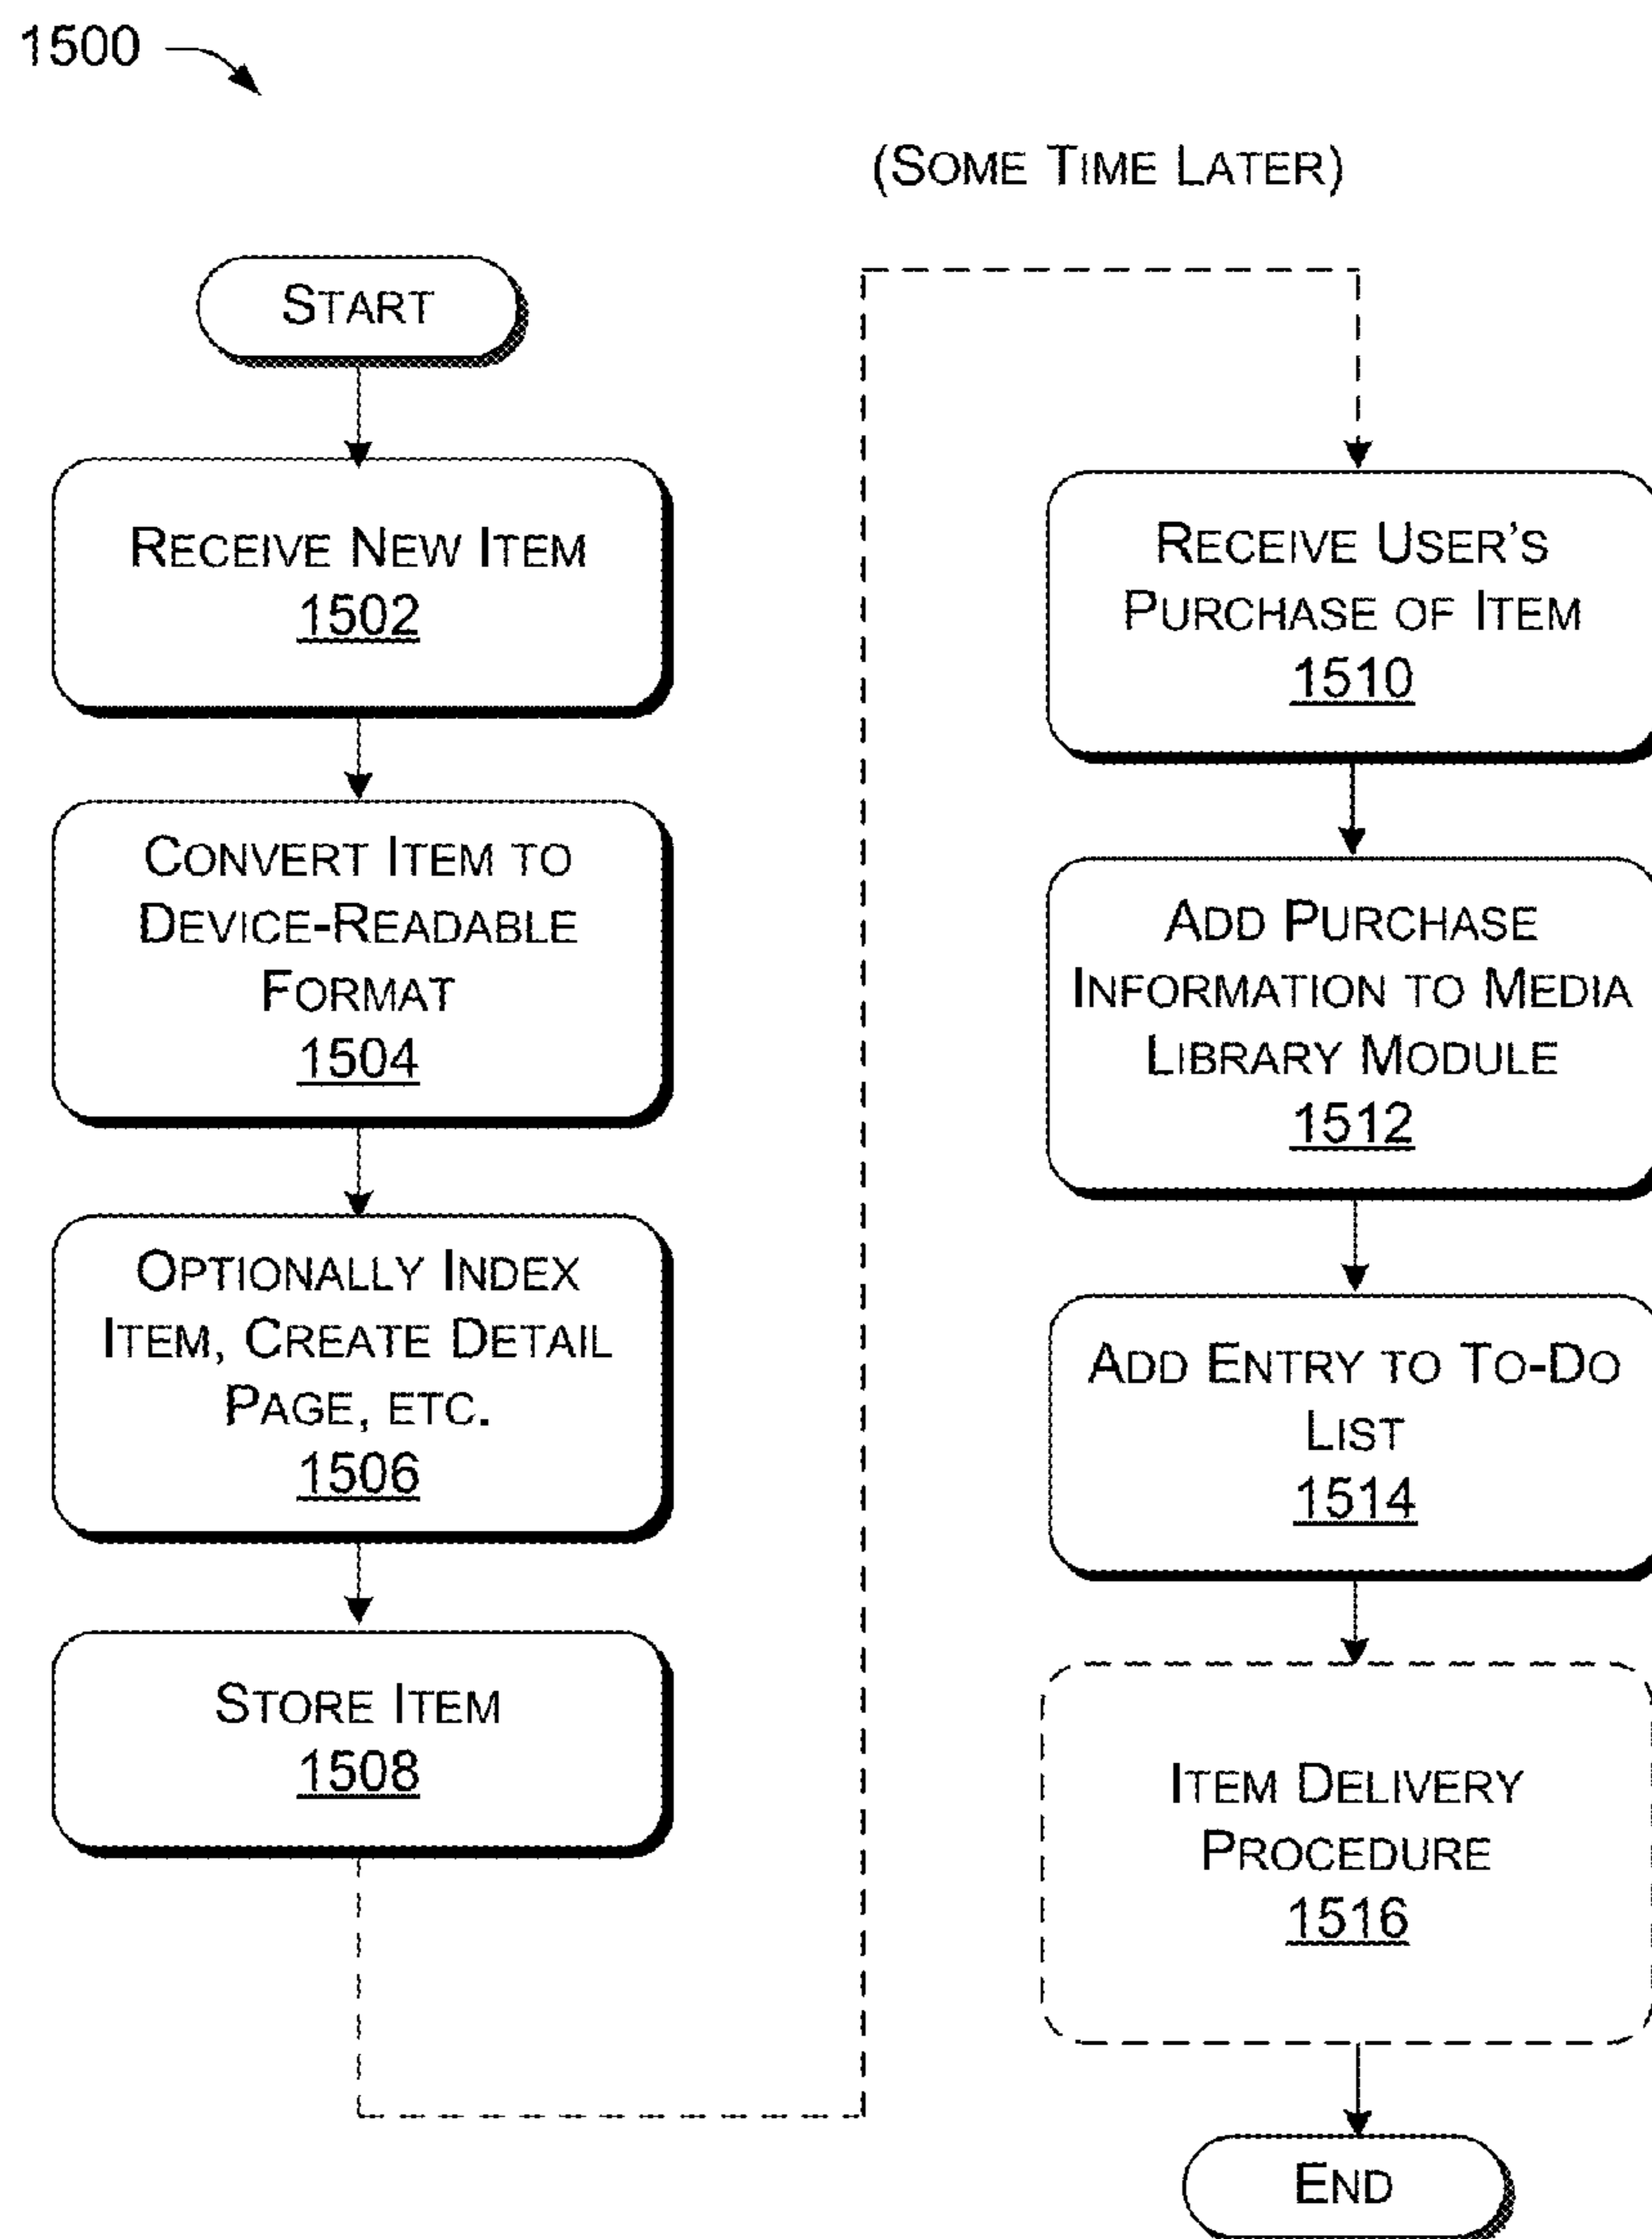 1500
(SOME TIME LATER)
START
RECEIVE NEW ITEM
1502
CONVERT ITEM TO
DEVICE-READABLE
FORMAT
1504
OPTIONALLY INDEX
ITEM, CREATE DETAIL
PAGE, ETC.
1506
STORE ITEM
1508
RECEIVE USER'S
PURCHASE OF ITEM
1510
ADD PURCHASE
INFORMATION TO MEDIA
LIBRARY MODULE
1512
ADD ENTRY TO TO-DO
LIST
1514
ITEM DELIVERY
PROCEDURE
1516
END